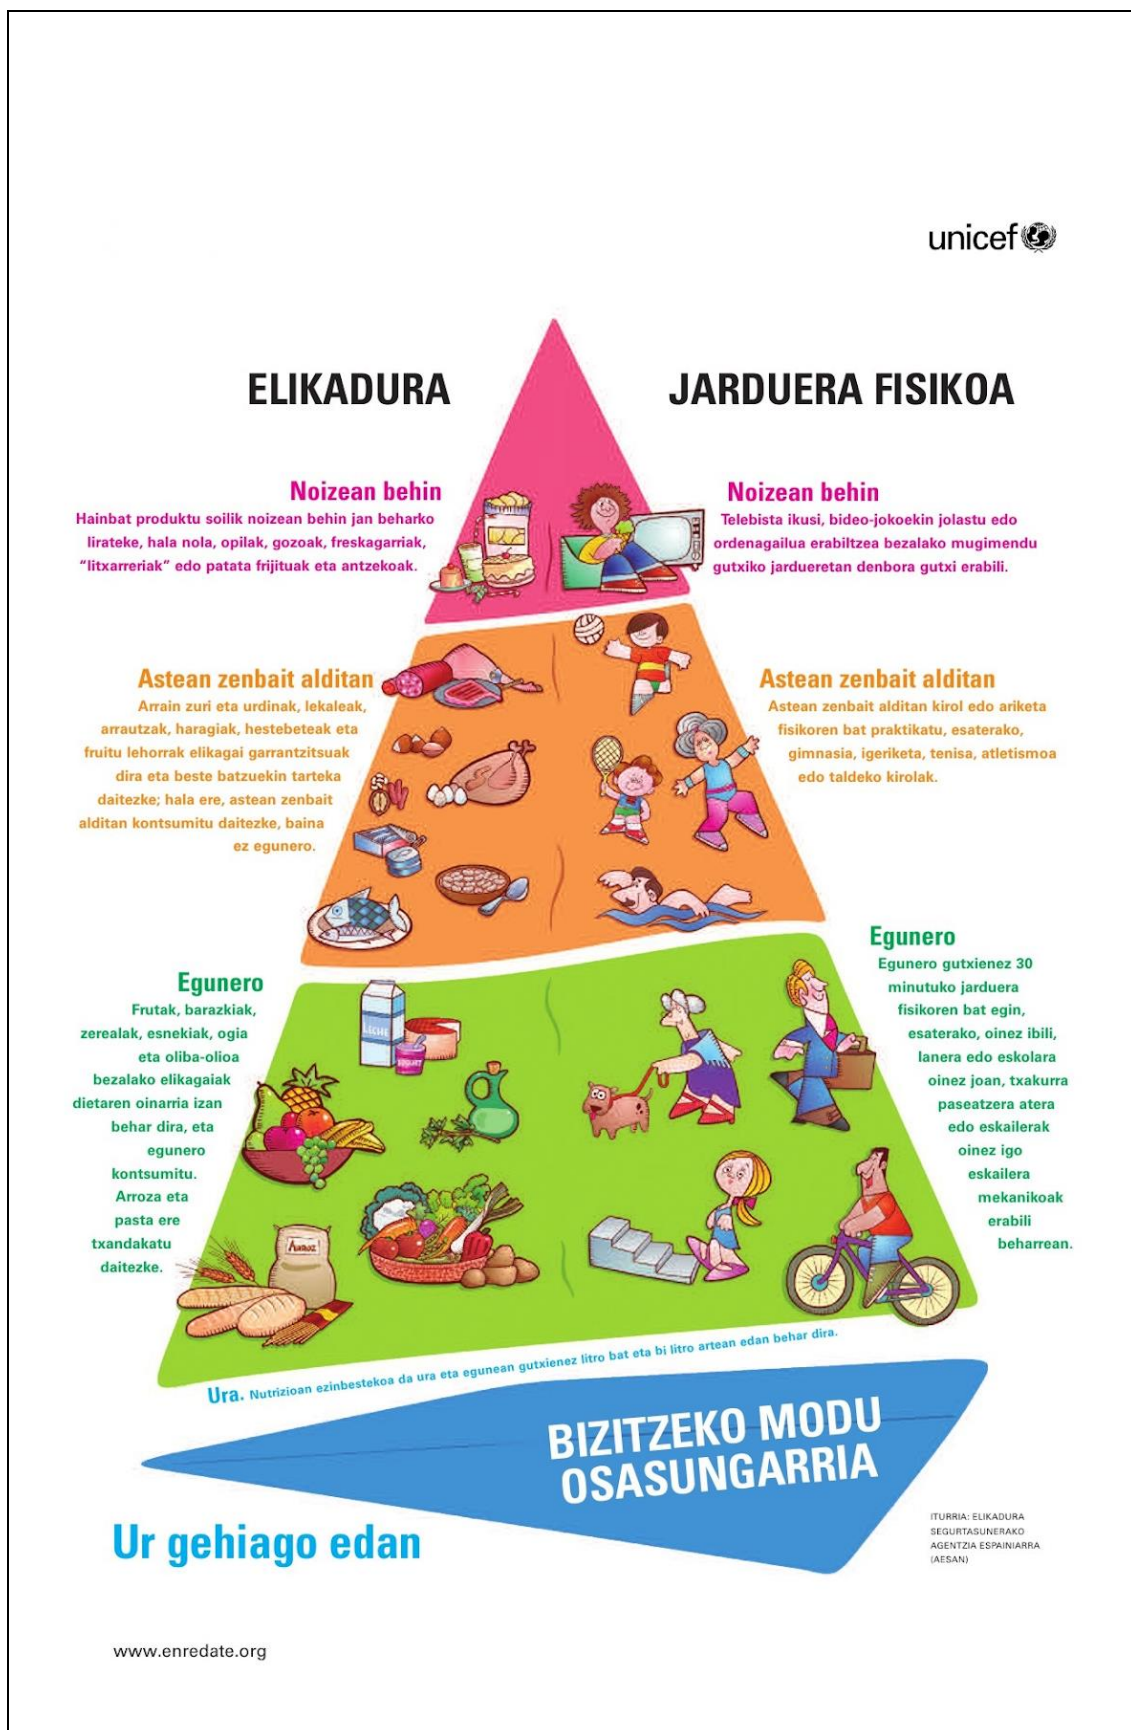 unicef
ELIKADURA
JARDUERA FISIKOA
Noizean behin
Hainbat produktu soilik noizean behin jan beharko
lirateke, hala nola, opilak, gozoak, freskagarriak,
“litxarreriak” edo patata frijituak eta antzekoak.
Noizean behin
Telebista ikusi, bideo-jokoekin jolastu edo
ordenagailua erabiltzea bezalako mugimendu
gutxiko jardueretan denbora gutxi erabili.
Astean zenbait alditan
Arrain zuri eta urdinak, lekaleak,
arrautzak, haragiak, hestebeteak eta
fruitu lehorrak elikagai garrantzitsuak
dira eta beste batzuekin tarteka
daitezke; hala ere, astean zenbait
alditan kontsumitu daitezke, baina
ez egunero.
Astean zenbait alditan
Astean zenbait alditan kirol edo ariketa
fisikoren bat praktikatu, esaterako,
gimnasia, igeriketa, tenisa, atletismoa
edo taldeko kirolak.
Egunero
Frutak, barazkiak,
zerealak, esnekiak, ogia
eta oliba-olioa
bezalako elikagaiak
dietaren oinarria izan
behar dira, eta
egunero
kontsumitu.
Arroza eta
pasta ere
txandakatu
daitezke.
LECHE
YOGURT
Arroz
Egunero
Egunero gutxienez 30
minutuko jarduera
fisikoren bat egin,
esaterako, oinez ibili,
lanera edo eskolara
oinez joan, txakurra
paseatzera atera
edo eskailerak
oinez igo
eskailera
mekanikoak
erabili
beharrean.
Ura. Nutrizioan ezinbestekoa da ura eta egunean gutxienez litro bat eta bi litro artean edan behar dira.
BIZITZEKO MODU
OSASUNGARRIA
Ur gehiago edan
ITURRIA: ELIKADURA
SEGURTASUNERAKO
AGENTZIA ESPAINIARRA
(AESAN)
www.enredate.org